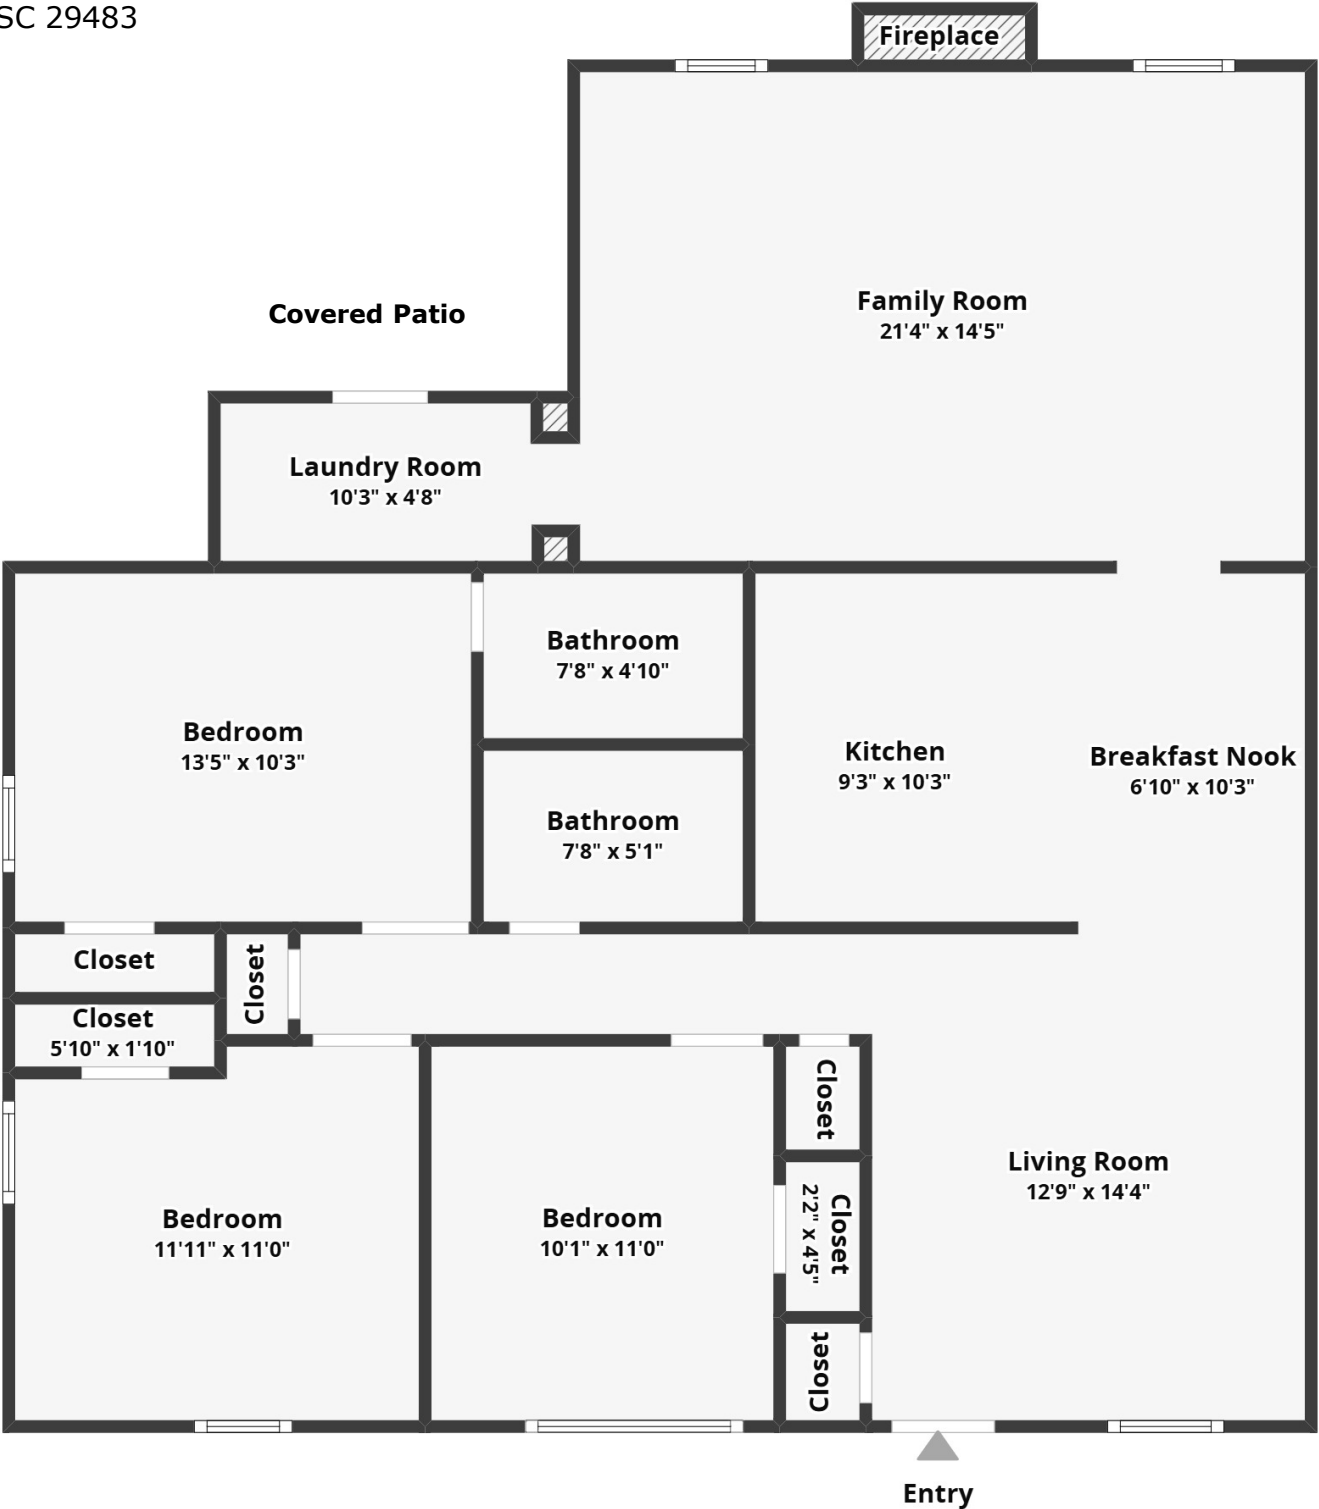 SC 29483
Fireplace
Family Room
21'4" x 14'5"
Covered Patio
Laundry Room
10'3" x 4'8"
Bathroom
7'8" x 4'10"
Bedroom
13'5" x 10'3"
Kitchen
9'3" x 10'3"
Breakfast Nook
6'10" x 10'3"
Bathroom
7'8" x 5'1"
Closet
Closet
Closet
5'10" x 1'10"
Closet
Living Room
12'9" x 14'4"
Bedroom
11'11" x 11'0"
Bedroom
10'1" x 11'0"
Closet
2'2" x 4'5"
Closet
Entry